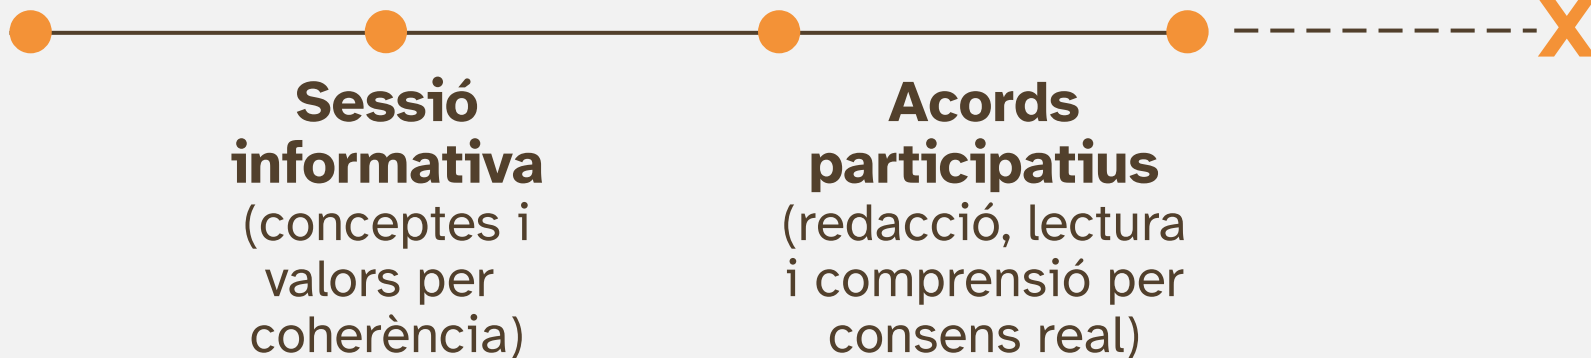 X
Sessió
informativa
(conceptes i
valors per
coherència)
Acords
participatius
(redacció, lectura
i comprensió per
consens real)